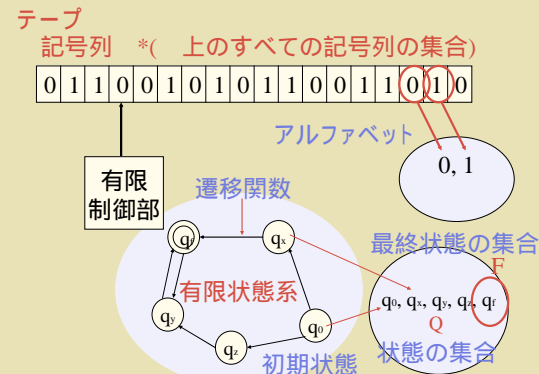 テープ
記号列 *( 上のすべての記号列の集合)
0 1 1 0 0 1 0 1 0 1 1 0 0 1 1 0 1 0
アルファベット
0, 1
有限
制御部
遷移関数
qf
qx
最終状態の集合
F
有限状態系
q0, qx, qy, qz, qf
Q
qy
qz
q0
状態の集合
初期状態